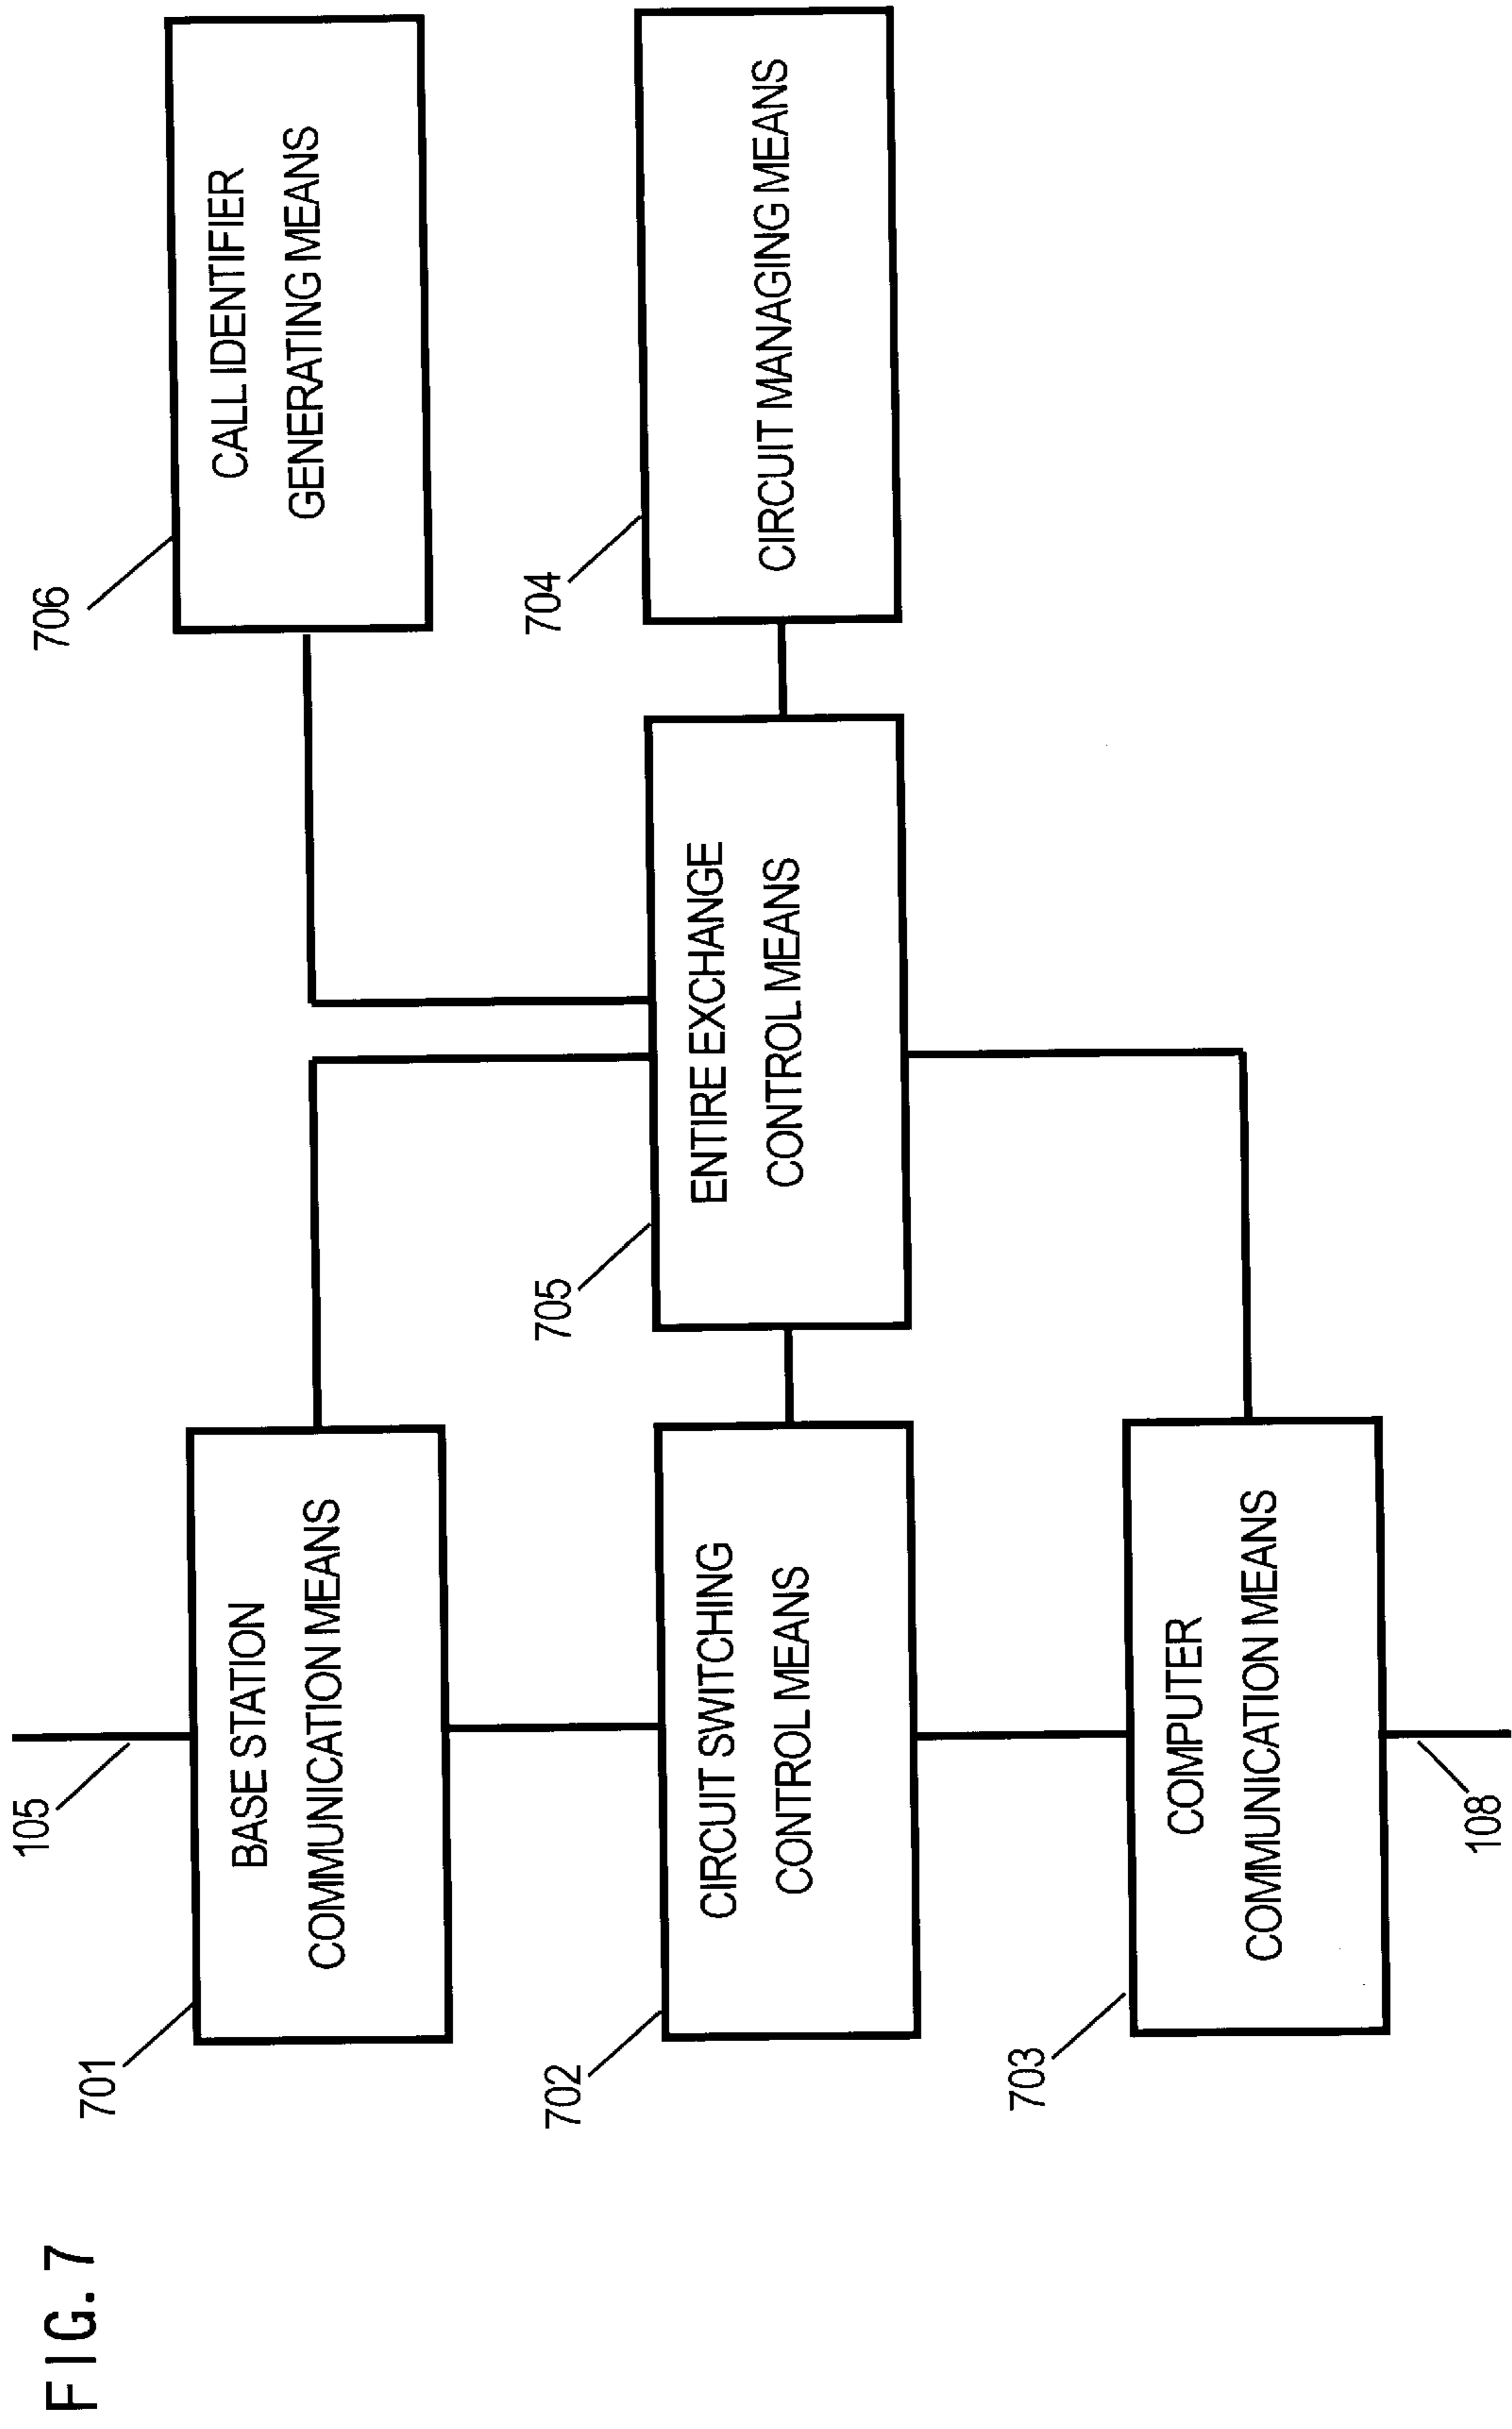 FIG. 7
701
BASE STATION
COMMUNICATION MEANS
105
706
CALL IDENTIFIER
GENERATING MEANS
702
CIRCUIT SWITCHING
CONTROL MEANS
705
ENTIRE EXCHANGE
CONTROL MEANS
704
CIRCUIT MANAGING MEANS
703
COMPUTER
COMMUNICATION MEANS
108